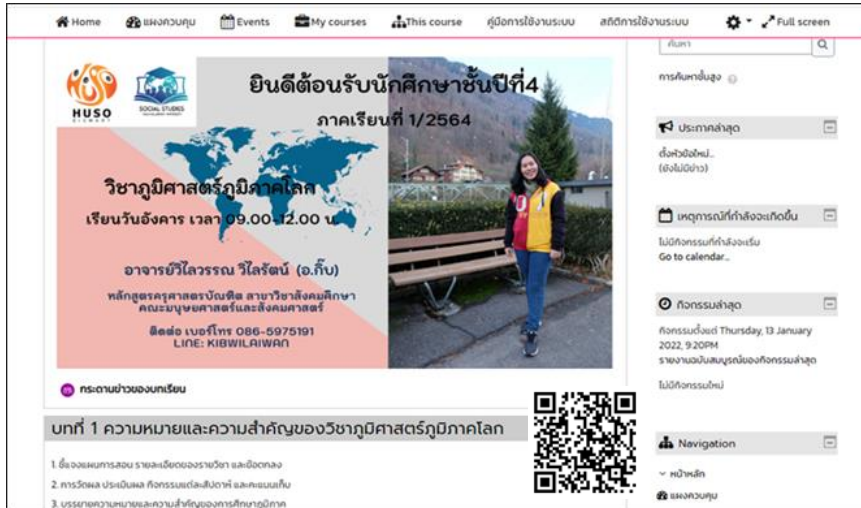 Home แผงควบคุม Events My courses This course คู่มือการใช้งานระบบ สถิติการใช้งานระบบ Full screen
HUSO
SOCIAL STUDIES
ยินดีต้อนรับนักศึกษาชั้นปีที่4
ภาคเรียนที่ 1/2564
วิชาภูมิศาสตร์ภูมิภาคโลก
เรียนวันอังคาร เวลา 09.00-12.00 น
อาจารย์วิไลวรรณ วิไลรัตน์ (อ.กิ๊บ)
หลักสูตรครุศาสตรบัณฑิต สาขาวิชาสังคมศึกษา
คณะมนุษยศาสตร์และสังคมศาสตร์
ติดต่อ เบอร์โทร 086-5975191
LINE: KIBWILAIWAN
กระดานข่าวของบทเรียน
บทที่ 1 ความหมายและความสำคัญของวิชาภูมิศาสตร์ภูมิภาคโลก
1. ชี้แจงแผนการสอน รายละเอียดของรายวิชา และข้อตกลง
2. การวัดผล ประเมินผล กิจกรรมแต่ละสัปดาห์ และคะแนนเก็บ
3. บรรยายความหมายและความสำคัญของการศึกษาภูมิภาค
ค้นหา
การค้นหาขั้นสูง
ประกาศล่าสุด
ตั้งหัวข้อใหม่...
(ยังไม่มีข่าว)
เหตุการณ์ที่กำลังจะเกิดขึ้น
ไม่มีกิจกรรมที่กำลังจะเริ่ม
Go to calendar...
กิจกรรมล่าสุด
กิจกรรมตั้งแต่ Thursday, 13 January
2022, 9:20PM
รายงานฉบับสมบูรณ์ของกิจกรรมล่าสุด
ไม่มีกิจกรรมใหม่
Navigation
หน้าหลัก
แผงควบคุม